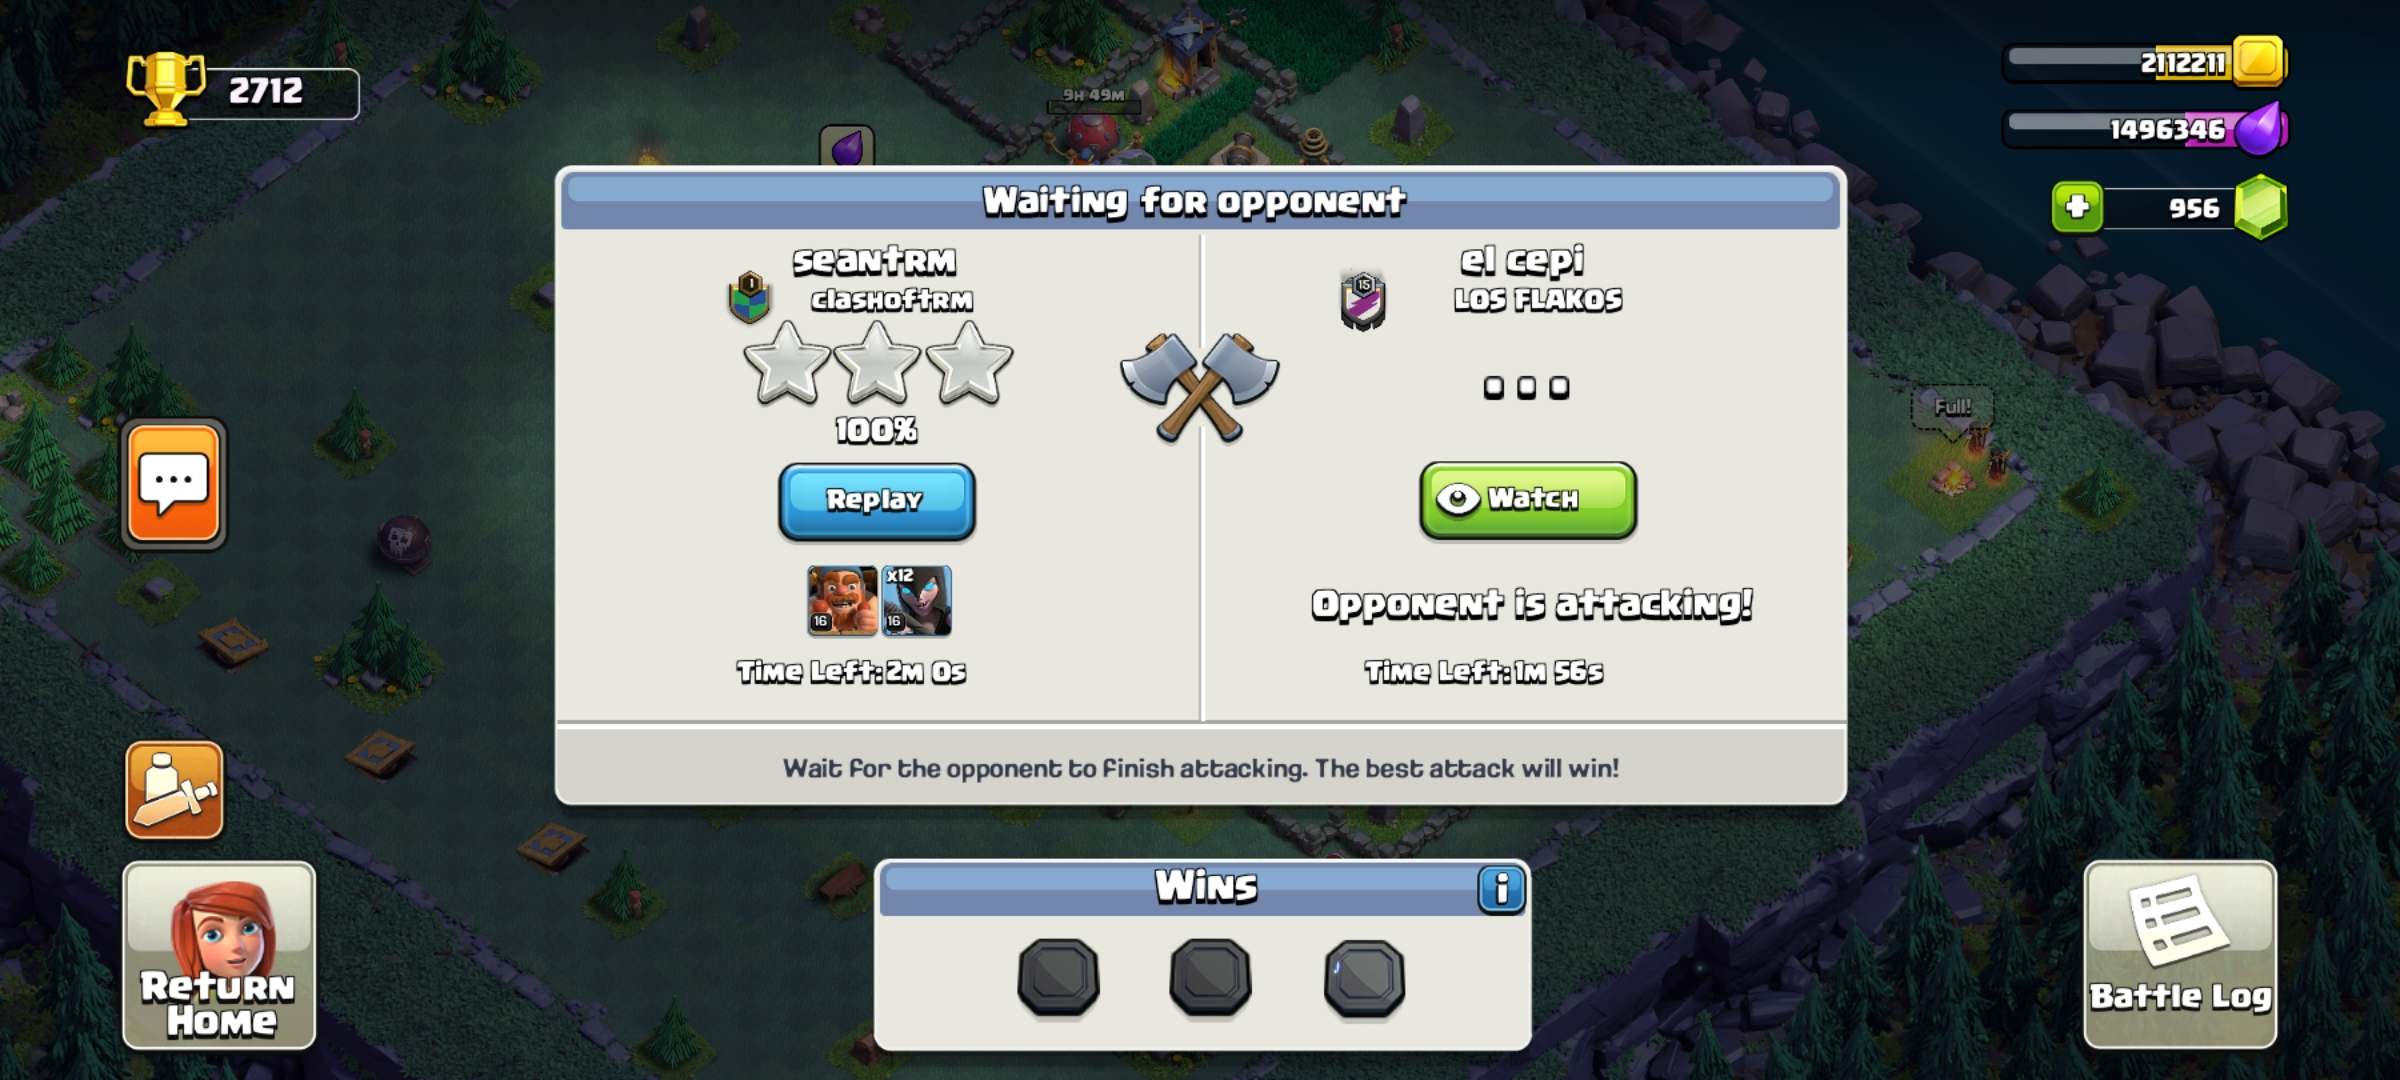 2712
9H 49M
2112211
1496346
956
Waiting for opponent
seantRM
1
clashoftRM
100%
Replay
x12
16
16
Time Left:2m 0s
el cepi
15
LOS FLAKOS
Watch
Opponent is attacking!
Time Left:1m 56s
Full!
Wait for the opponent to finish attacking. The best attack will win!
Wins
i
Return
Home
Battle Log